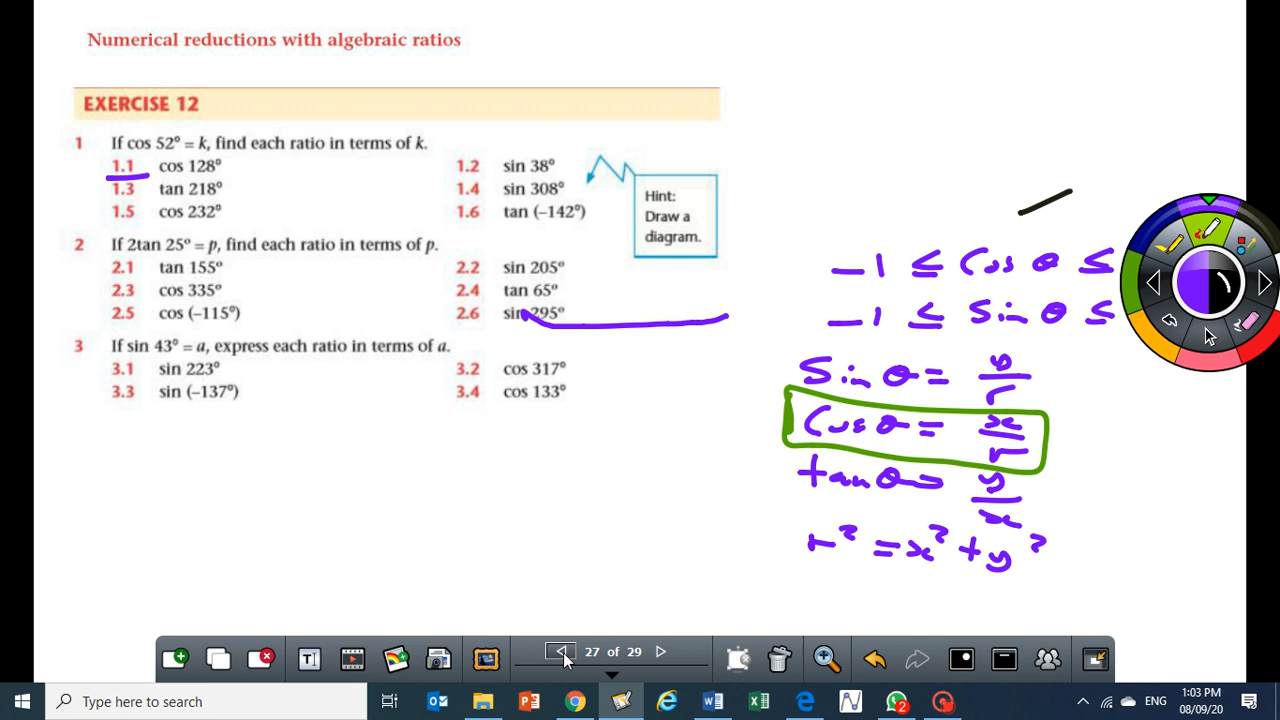 Numerical reductions with algebraic ratios
EXERCISE 12
1 If cos 52° = k, find each ratio in terms of k.
1.1 cos 128° 1.2 sin 38°
1.3 tan 218° 1.4 sin 308°
1.5 cos 232° 1.6 tan (–142°)
Hint:
Draw a
diagram.
2 If 2tan 25° = p, find each ratio in terms of p.
2.1 tan 155° 2.2 sin 205°
2.3 cos 335° 2.4 tan 65°
2.5 cos (–115°) 2.6 sin 295°
3 If sin 43° = a, express each ratio in terms of a.
3.1 sin 223° 3.2 cos 317°
3.3 sin (–137°) 3.4 cos 133°
–1 ≤ Cos θ ≤
–1 ≤ Sin θ ≤
Sin θ = y/r
Cos θ = x/r
tan θ = y/x
r² = x² + y²
27 of 29
Type here to search
2
ENG
1:03 PM
08/09/20